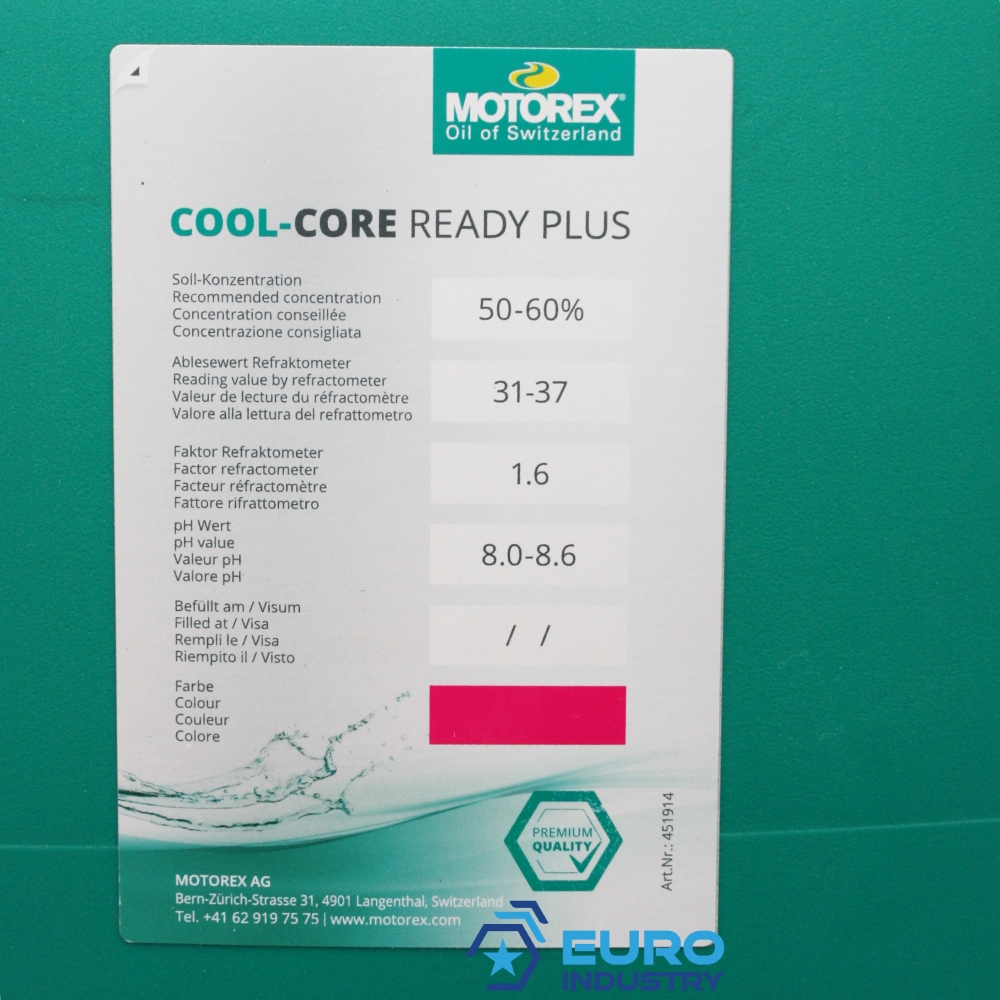 MOTOREX®
Oil of Switzerland
COOL-CORE READY PLUS
Soll-Konzentration
Recommended concentration
Concentration conseillée
Concentrazione consigliata
50-60%
Ablesewert Refraktometer
Reading value by refractometer
Valeur de lecture du réfractomètre
Valore alla lettura del refrattometro
31-37
Faktor Refraktometer
Factor refractometer
Facteur réfractomètre
Fattore rifrattometro
1.6
pH Wert
pH value
Valeur pH
Valore pH
8.0-8.6
Befüllt am / Visum
Filled at / Visa
Rempli le / Visa
Riempito il / Visto
/ /
Farbe
Colour
Couleur
Colore
PREMIUM
QUALITY
Art.Nr.: 451914
MOTOREX AG
Bern-Zürich-Strasse 31, 4901 Langenthal, Switzerland
Tel. +41 62 919 75 75 | www.motorex.com
EURO
INDUSTRY